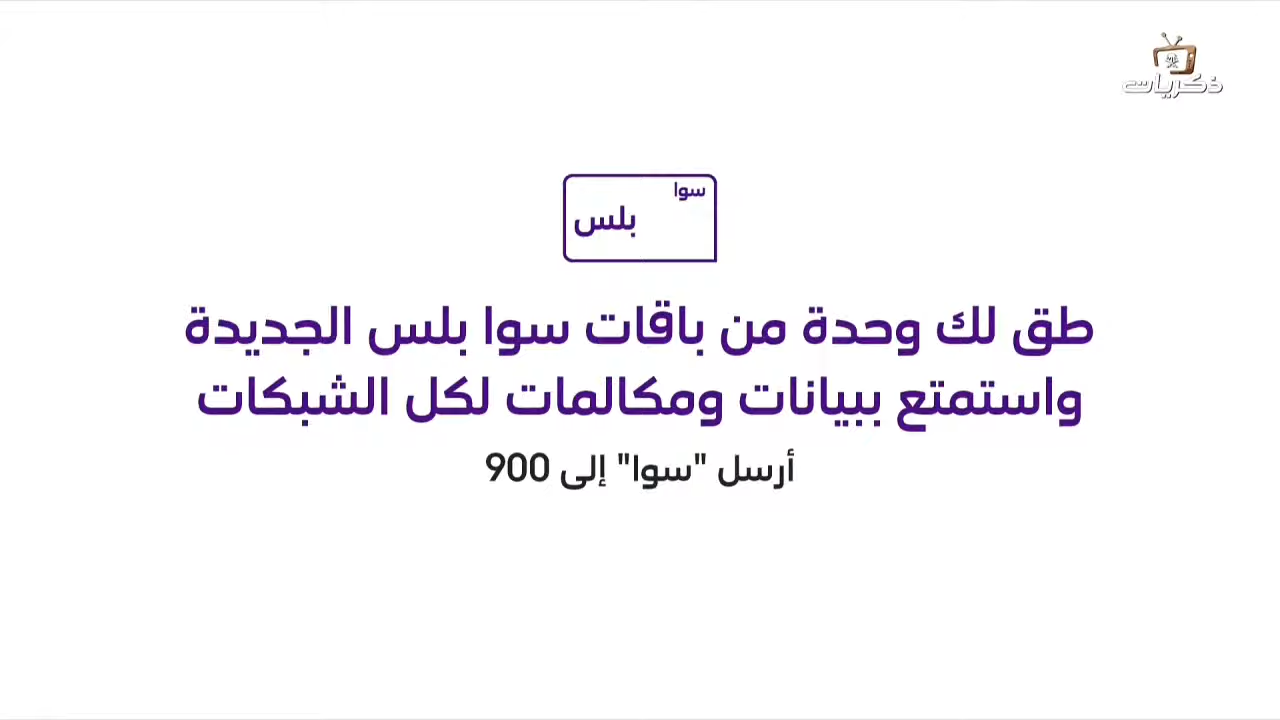 ذكريات
سوا
بلس
طق لك وحدة من باقات سوا بلس الجديدة
واستمتع ببيانات ومكالمات لكل الشبكات
أرسل "سوا" إلى 900